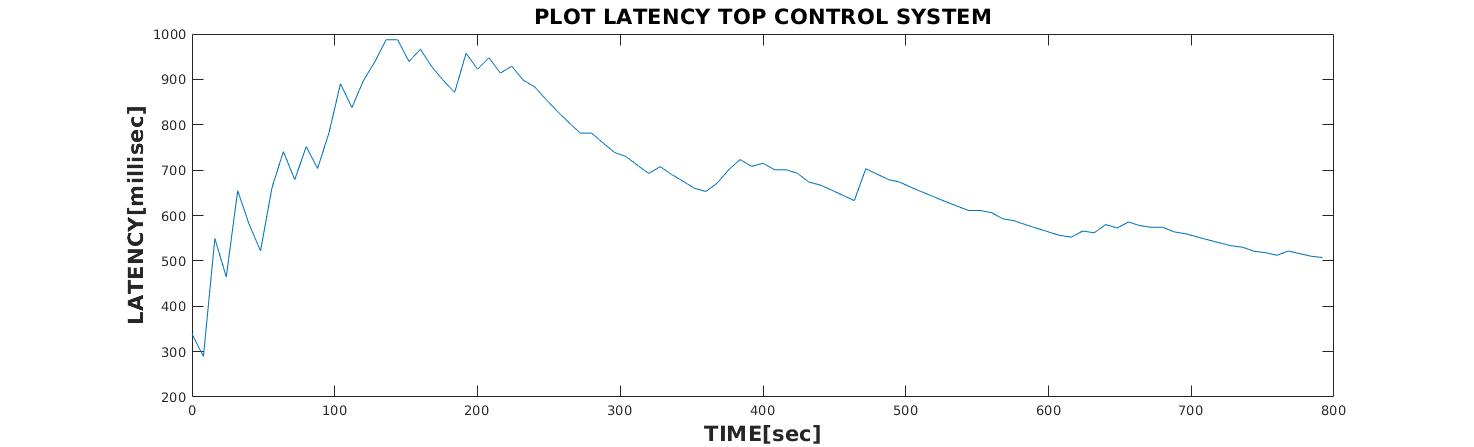 PLOT LATENCY TOP CONTROL SYSTEM
1000
900
800
700
600
500
400
300
200
LATENCY[millisec]
0 100 200 300 400 500 600 700 800
TIME[sec]